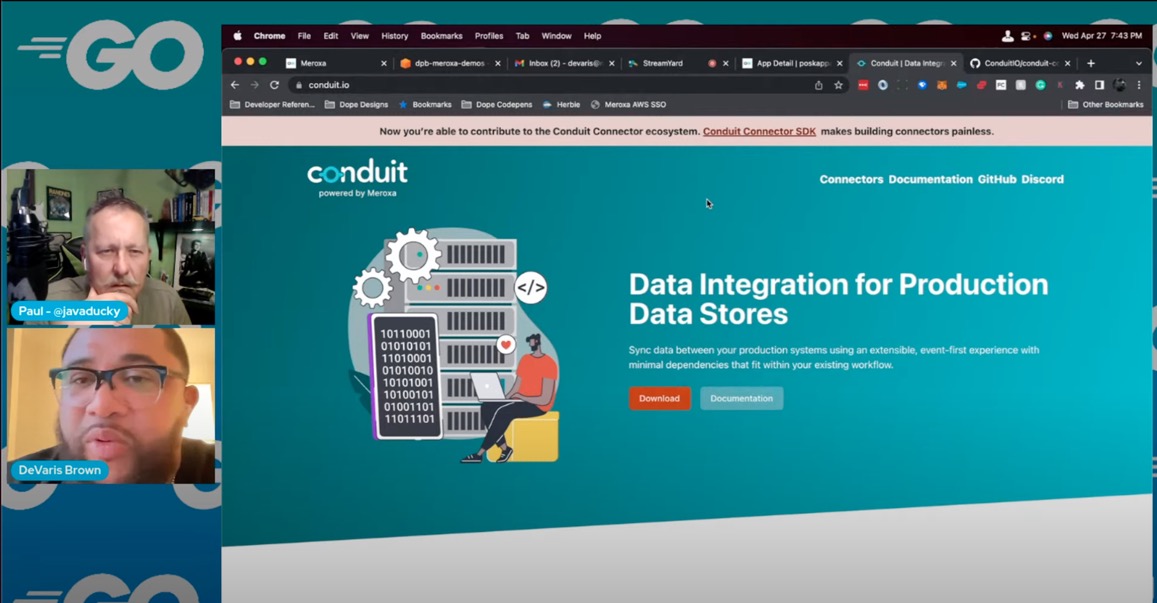 GO
Chrome File Edit View History Bookmarks Profiles Tab Window Help
Wed Apr 27 7:43 PM
Meroxa
dpb-meroxa-demos
Inbox (2) - devaris@
StreamYard
App Detail | poskapp
Conduit | Data Integr
ConduitIO/conduit-c
conduit.io
Developer Referen...
Dope Designs
Bookmarks
Dope Codepens
Herbie
Meroxa AWS SSO
Other Bookmarks
Now you're able to contribute to the Conduit Connector ecosystem. Conduit Connector SDK makes building connectors painless.
conduit
powered by Meroxa
Connectors Documentation GitHub Discord
</>
10110001
01010101
11010001
01010010
10101001
10100101
01001101
11011101
Data Integration for Production
Data Stores
Sync data between your production systems using an extensible, event-first experience with
minimal dependencies that fit within your existing workflow.
Download
Documentation
Paul - @javaducky
DeVaris Brown
GO